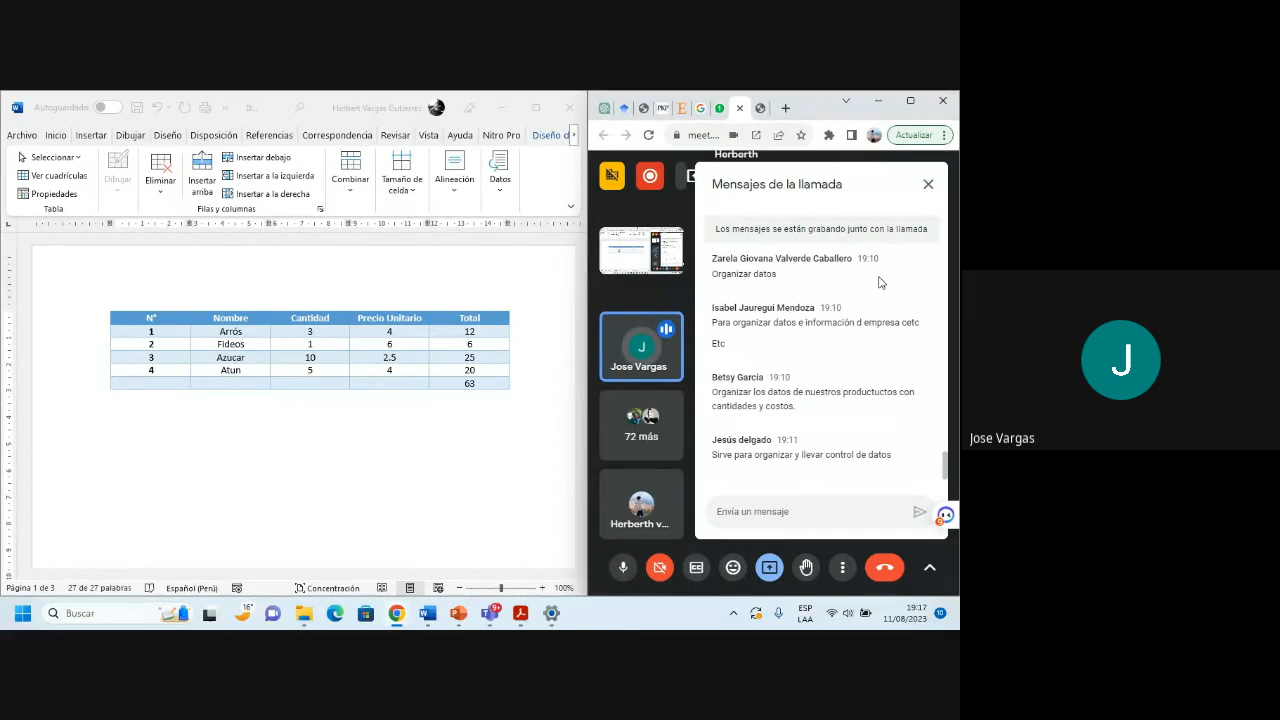 Autoguardado
D...
Herbert Vargas Gutierrez
Archivo Inicio Insertar Dibujar Diseño Disposición Referencias Correspondencia Revisar Vista Ayuda Nitro Pro Diseño d
Seleccionar
Ver cuadrículas
Propiedades
Tabla
Dibujar
Eliminar
Insertar arriba
Insertar debajo
Insertar a la izquierda
Insertar a la derecha
Filas y columnas
Combinar
Tamaño de celda
Alineación
Datos
N° Nombre Cantidad Precio Unitario Total
1 Arrós 3 4 12
2 Fideos 1 6 6
3 Azucar 10 2.5 25
4 Atun 5 4 20
63
Página 1 de 3 27 de 27 palabras Español (Perú) Concentración 100%
meet....
Actualizar
Herberth
Mensajes de la llamada
Los mensajes se están grabando junto con la llamada
Zarela Giovana Valverde Caballero 19:10
Organizar datos
Isabel Jauregui Mendoza 19:10
Para organizar datos e información d empresa cetc
Etc
Betsy Garcia 19:10
Organizar los datos de nuestros productuctos con
cantidades y costos.
Jesús delgado 19:11
Sirve para organizar y llevar control de datos
Envía un mensaje
J
Jose Vargas
72 más
Herberth v...
Buscar
16°
9+
ESP
LAA
19:17
11/08/2023
10
J
Jose Vargas